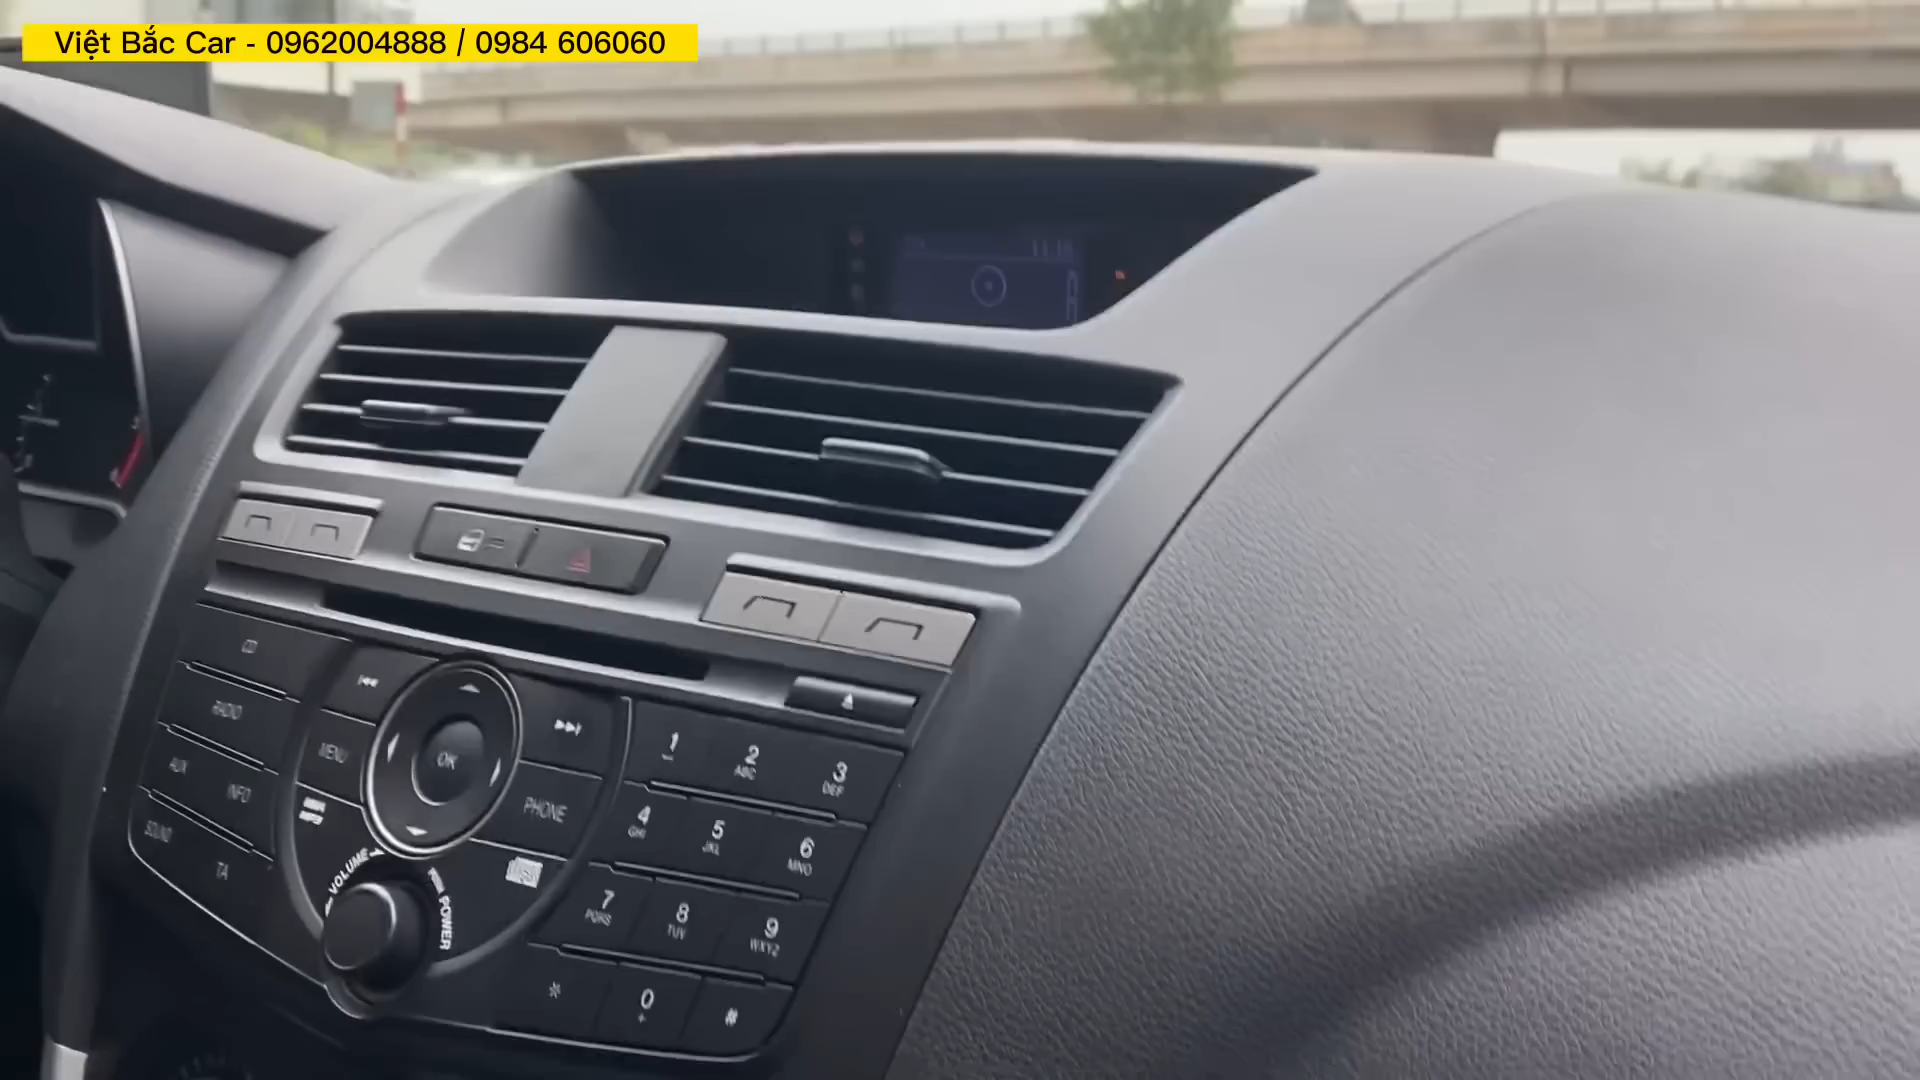 Việt Bắc Car - 0962004888 / 0984 606060
CD
RADIO
MENU
OK
AUX
INFO
PHONE
SOUND
TA
VOLUME
POWER
1
2 ABC
3 DEF
4 GHI
5 JKL
6 MNO
7 PQRS
8 TUV
9 WXYZ
*
0 +
#